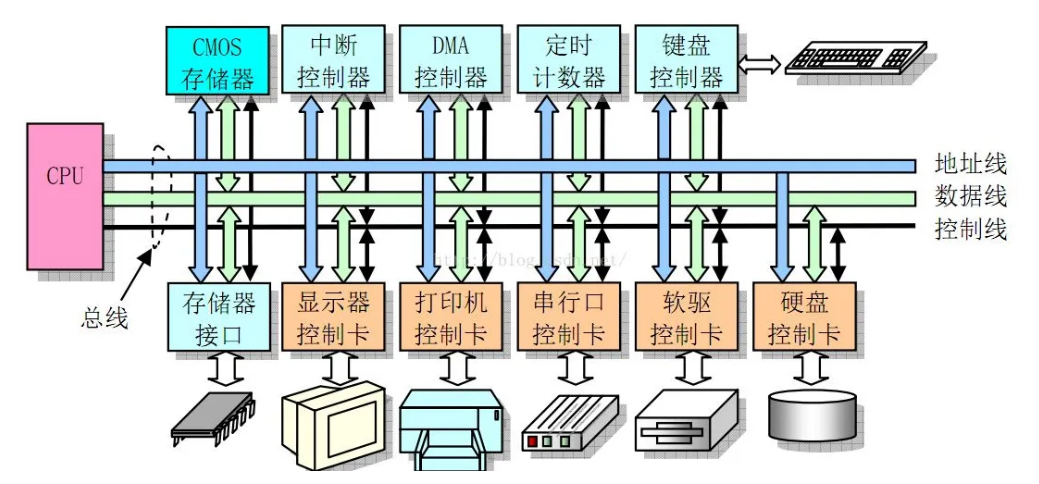 CMOS
存储器
中断
控制器
DMA
控制器
定时
计数器
键盘
控制器
CPU
地址线
数据线
控制线
总线
存储器
接口
显示器
控制卡
打印机
控制卡
串行口
控制卡
软驱
控制卡
硬盘
控制卡